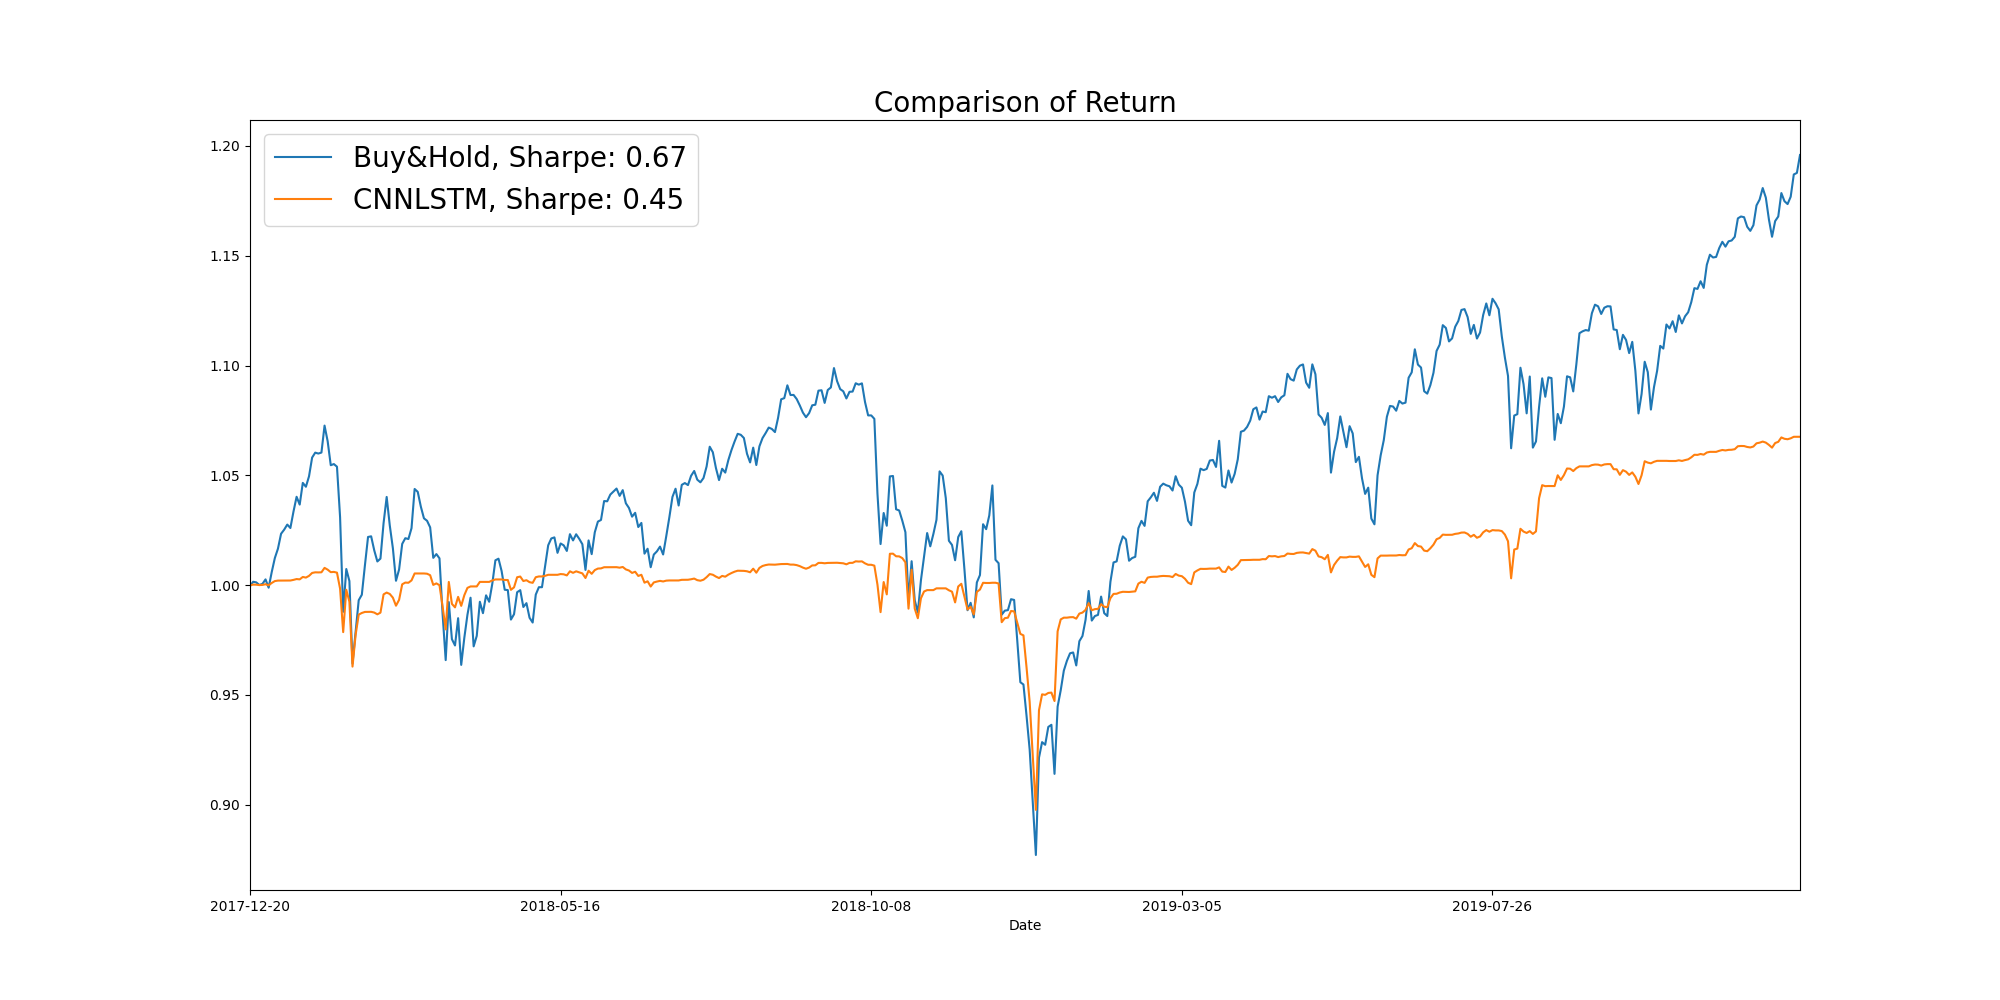 Comparison of Return
Buy&Hold, Sharpe: 0.67
CNNLSTM, Sharpe: 0.45
1.20
1.15
1.10
1.05
1.00
0.95
0.90
2017-12-20 2018-05-16 2018-10-08 2019-03-05 2019-07-26
Date